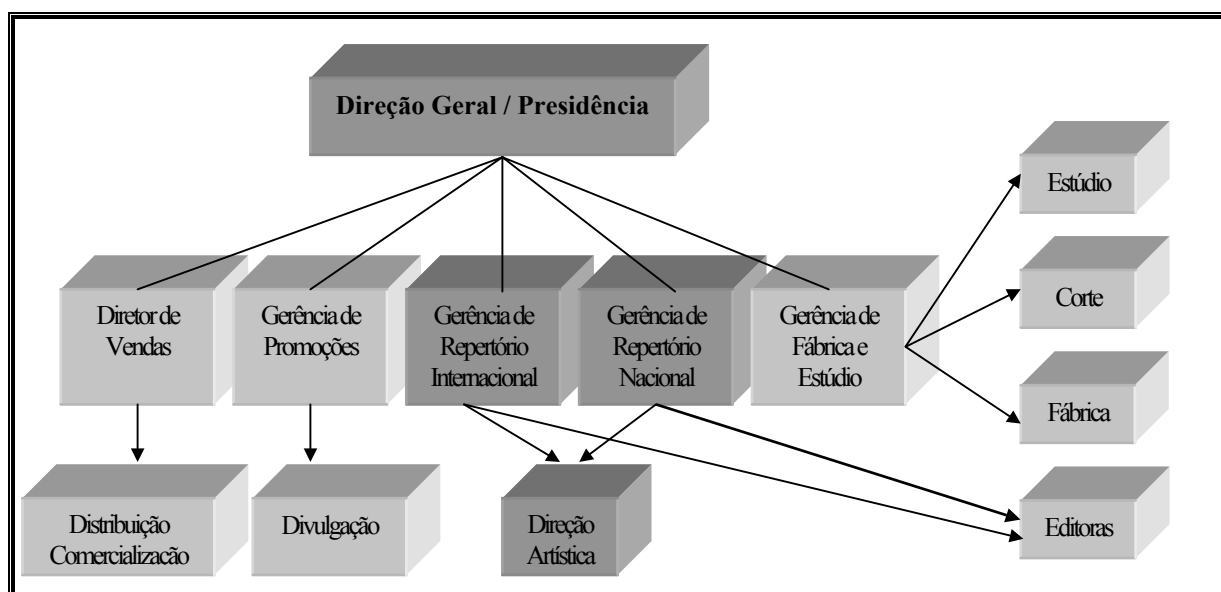 Direção Geral / Presidência
Estúdio
Corte
Fábrica
Editoras
Diretor de
Vendas
Gerência de
Promoções
Gerência de
Repertório
Internacional
Gerência de
Repertório
Nacional
Gerência de
Fábrica e
Estúdio
Distribuição
Comercialização
Divulgação
Direção
Artística